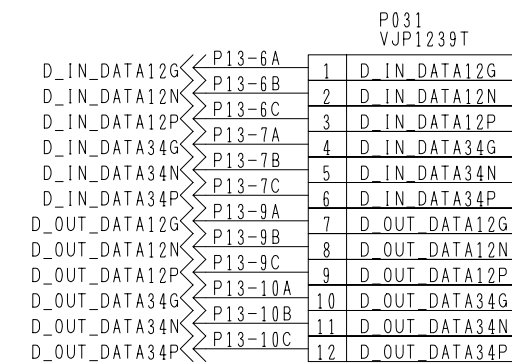 P031
VJP1239T
D_IN_DATA12G P13-6A 1 D_IN_DATA12G
D_IN_DATA12N P13-6B 2 D_IN_DATA12N
D_IN_DATA12P P13-6C 3 D_IN_DATA12P
D_IN_DATA34G P13-7A 4 D_IN_DATA34G
D_IN_DATA34N P13-7B 5 D_IN_DATA34N
D_IN_DATA34P P13-7C 6 D_IN_DATA34P
D_OUT_DATA12G P13-9A 7 D_OUT_DATA12G
D_OUT_DATA12N P13-9B 8 D_OUT_DATA12N
D_OUT_DATA12P P13-9C 9 D_OUT_DATA12P
D_OUT_DATA34G P13-10A 10 D_OUT_DATA34G
D_OUT_DATA34N P13-10B 11 D_OUT_DATA34N
D_OUT_DATA34P P13-10C 12 D_OUT_DATA34P